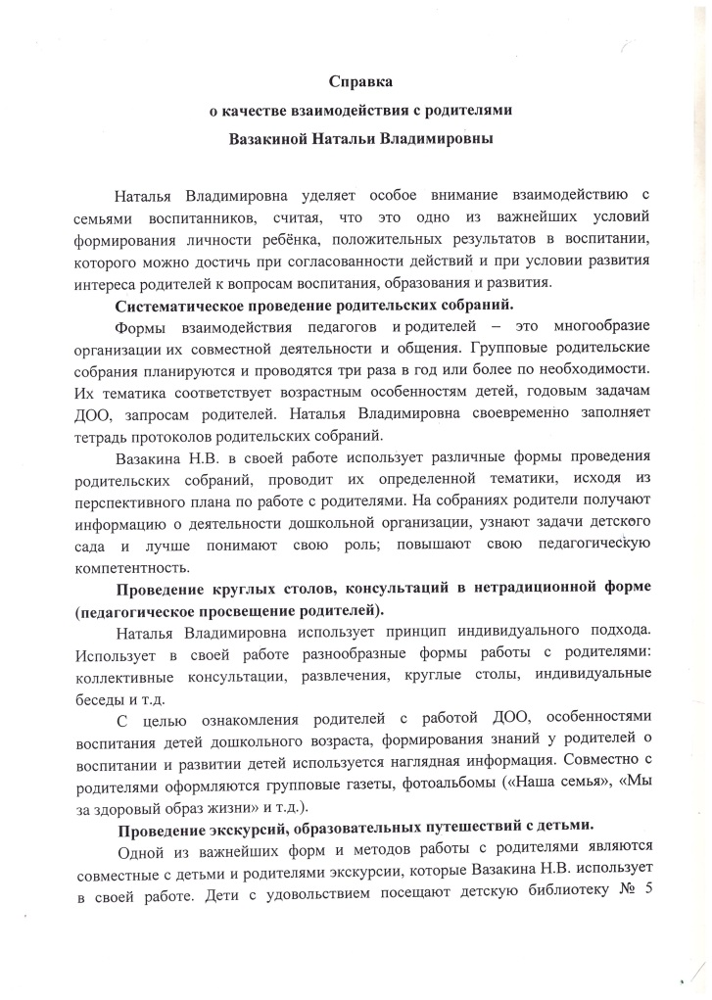 Справка
о качестве взаимодействия с родителями
Вазакиной Натальи Владимировны
Наталья Владимировна уделяет особое внимание взаимодействию с
семьями воспитанников, считая, что это одно из важнейших условий
формирования личности ребёнка, положительных результатов в воспитании,
которого можно достичь при согласованности действий и при условии развития
интереса родителей к вопросам воспитания, образования и развития.
Систематическое проведение родительских собраний.
Формы взаимодействия педагогов и родителей – это многообразие
организации их совместной деятельности и общения. Групповые родительские
собрания планируются и проводятся три раза в год или более по необходимости.
Их тематика соответствует возрастным особенностям детей, годовым задачам
ДОО, запросам родителей. Наталья Владимировна своевременно заполняет
тетрадь протоколов родительских собраний.
Вазакина Н.В. в своей работе использует различные формы проведения
родительских собраний, проводит их определенной тематики, исходя из
перспективного плана по работе с родителями. На собраниях родители получают
информацию о деятельности дошкольной организации, узнают задачи детского
сада и лучше понимают свою роль; повышают свою педагогическую
компетентность.
Проведение круглых столов, консультаций в нетрадиционной форме
(педагогическое просвещение родителей).
Наталья Владимировна использует принцип индивидуального подхода.
Использует в своей работе разнообразные формы работы с родителями:
коллективные консультации, развлечения, круглые столы, индивидуальные
беседы и т.д.
С целью ознакомления родителей с работой ДОО, особенностями
воспитания детей дошкольного возраста, формирования знаний у родителей о
воспитании и развитии детей используется наглядная информация. Совместно с
родителями оформляются групповые газеты, фотоальбомы («Наша семья», «Мы
за здоровый образ жизни» и т.д.).
Проведение экскурсий, образовательных путешествий с детьми.
Одной из важнейших форм и методов работы с родителями являются
совместные с детьми и родителями экскурсии, которые Вазакина Н.В. использует
в своей работе. Дети с удовольствием посещают детскую библиотеку № 5